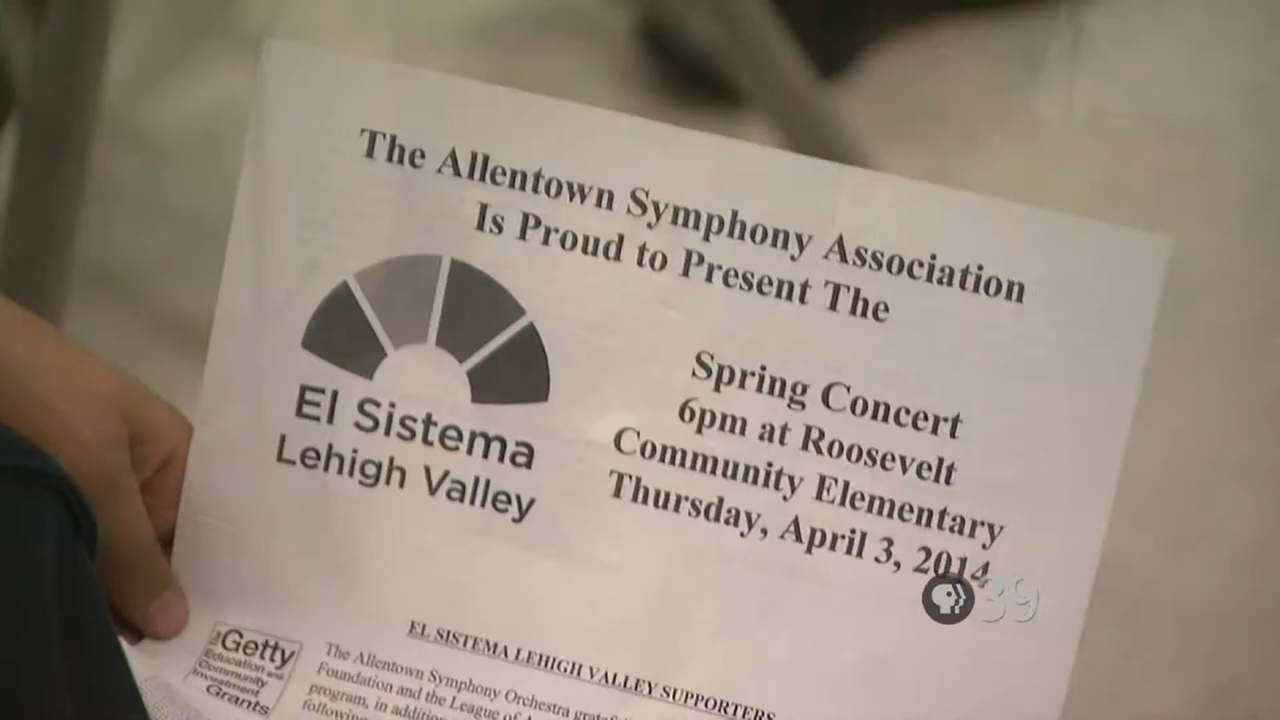 The Allentown Symphony Association
Is Proud to Present The
El Sistema
Lehigh Valley
Spring Concert
6pm at Roosevelt
Community Elementary
Thursday, April 3, 2014
39
EL SISTEMA LEHIGH VALLEY SUPPORTERS
The Getty
Education and
Community
Investment
Grants
The Allentown Symphony Orchestra
Foundation and the League of
program, in addition
following